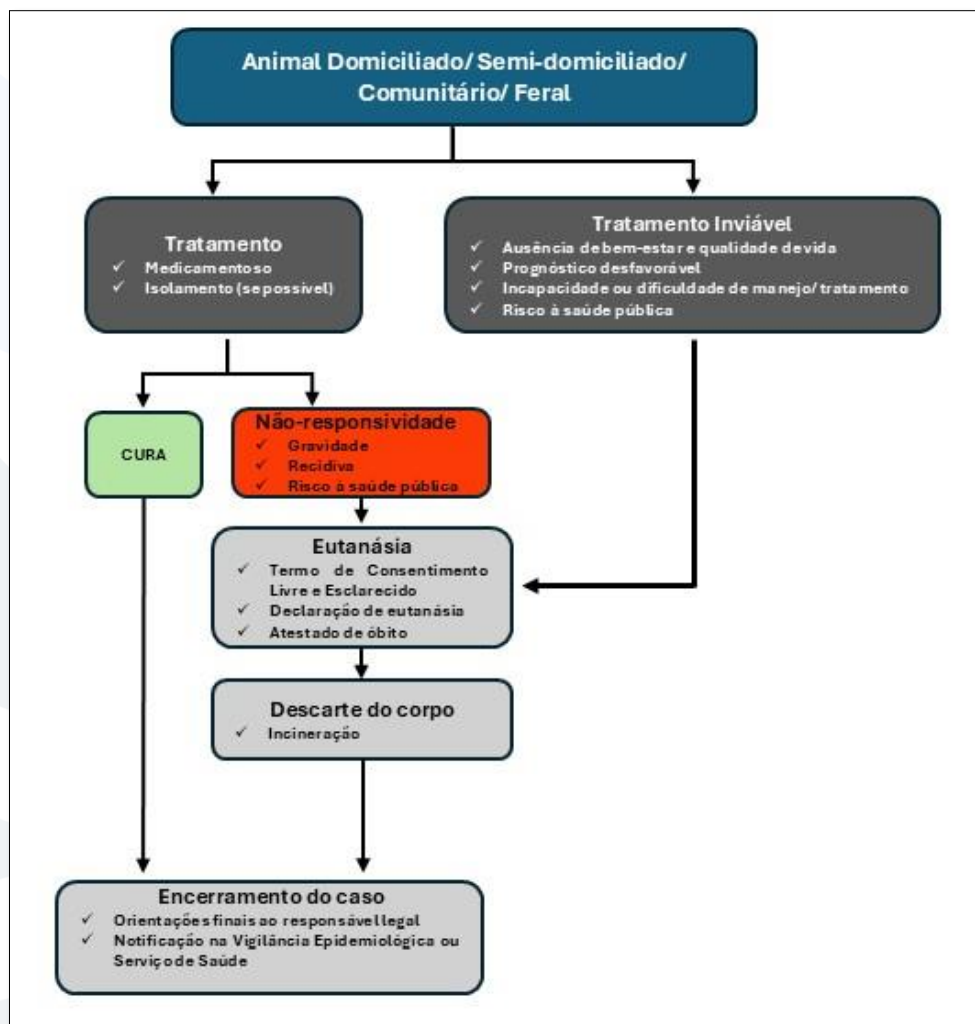 Animal Domiciliado/ Semi-domiciliado/
Comunitário/ Feral
Tratamento
✓ Medicamentoso
✓ Isolamento (se possível)
Tratamento Inviável
✓ Ausência de bem-estar e qualidade de vida
✓ Prognóstico desfavorável
✓ Incapacidade ou dificuldade de manejo/ tratamento
✓ Risco à saúde pública
CURA
Não-responsividade
✓ Gravidade
✓ Recidiva
✓ Risco à saúde pública
Eutanásia
✓ Termo de Consentimento
Livre e Esclarecido
✓ Declaração de eutanásia
✓ Atestado de óbito
Descarte do corpo
✓ Incineração
Encerramento do caso
✓ Orientações finais ao responsável legal
✓ Notificação na Vigilância Epidemiológica ou
Serviço de Saúde